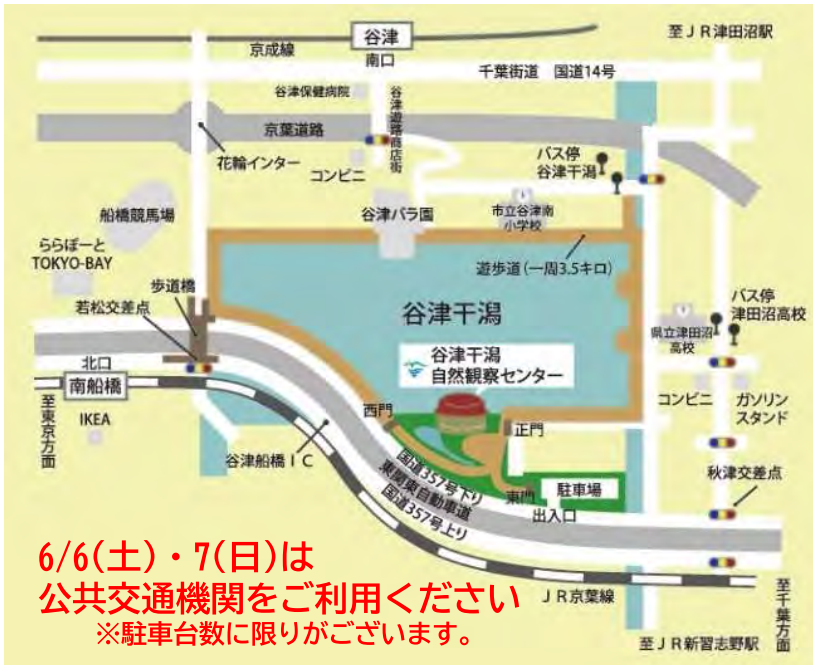 至ＪＲ津田沼駅
谷津
京成線
南口
千葉街道　国道14号
谷津保健病院
谷津遊路商店街
京葉道路
花輪インター
コンビニ
バス停
谷津干潟
船橋競馬場
谷津バラ園
市立谷津南
小学校
ららぽーと
TOKYO-BAY
遊歩道（一周3.5キロ）
歩道橋
若松交差点
谷津干潟
バス停
津田沼高校
県立津田沼
高校
北口
南船橋
谷津干潟
自然観察センター
至東京方面
IKEA
西門
正門
コンビニ
ガソリン
スタンド
谷津船橋ＩＣ
国道357号下り
東関東自動車道
国道357号上り
東門
駐車場
出入口
秋津交差点
6/6(土)・7(日)は
公共交通機関をご利用ください
※駐車台数に限りがございます。
ＪＲ京葉線
至千葉方面
至ＪＲ新習志野駅